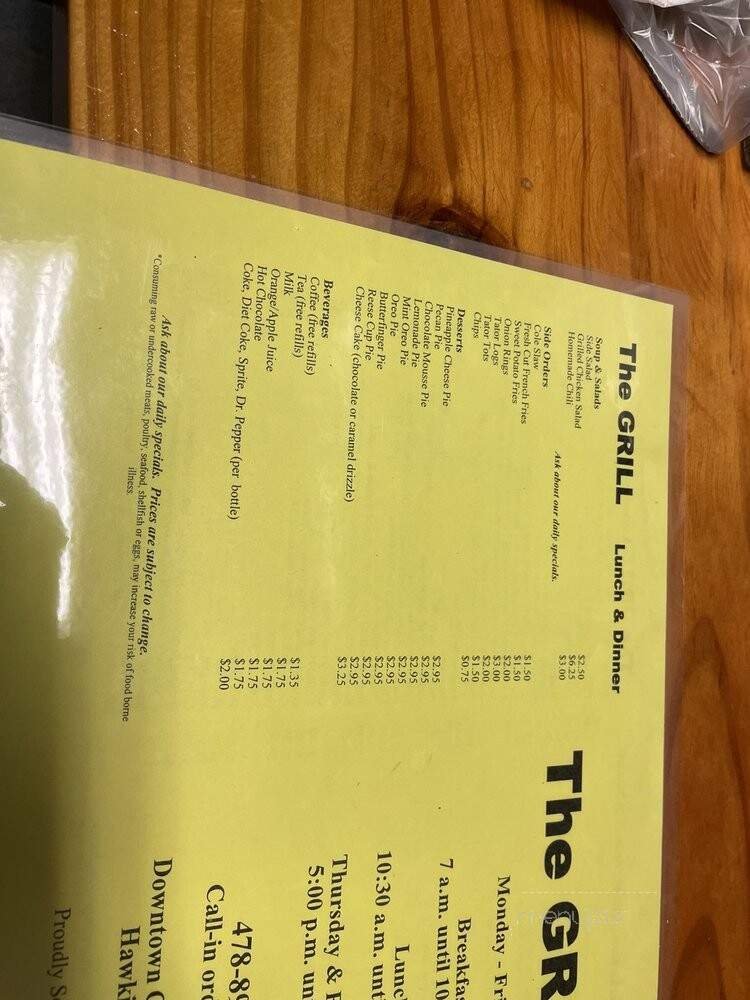 The GRILL Lunch & Dinner
Soup & Salads
Side Salad $2.50
Grilled Chicken Salad $6.25
Homemade Chili $3.00
Ask about our daily specials.
Side Orders
Cole Slaw $1.50
Fresh Cut French Fries $1.50
Sweet Potato Fries $2.00
Onion Rings $3.00
Tator Logs $2.00
Tator Tots $1.50
Chips $0.75
Desserts
Pineapple Cheese Pie $2.95
Pecan Pie $2.95
Chocolate Mousse Pie $2.95
Lemonade Pie $2.95
Mint Oreo Pie $2.95
Oreo Pie $2.95
Butterfinger Pie $2.95
Reese Cup Pie $2.95
Cheese Cake (chocolate or caramel drizzle) $3.25
Beverages
Coffee (free refills) $1.35
Tea (free refills) $1.75
Milk $1.75
Orange/Apple Juice $1.75
Hot Chocolate $1.75
Coke, Diet Coke, Sprite, Dr. Pepper (per bottle) $2.00
Ask about our daily specials. Prices are subject to change.
*Consuming raw or undercooked meats, poultry, seafood, shellfish or eggs, may increase your risk of food borne
illness.
The GR
Monday - Fri
Breakfa
7 a.m. until 10
Lunc
10:30 a.m. unt
Thursday & F
5:00 p.m. un
478-89
Call-in ord
Downtown C
Hawki
Proudly S